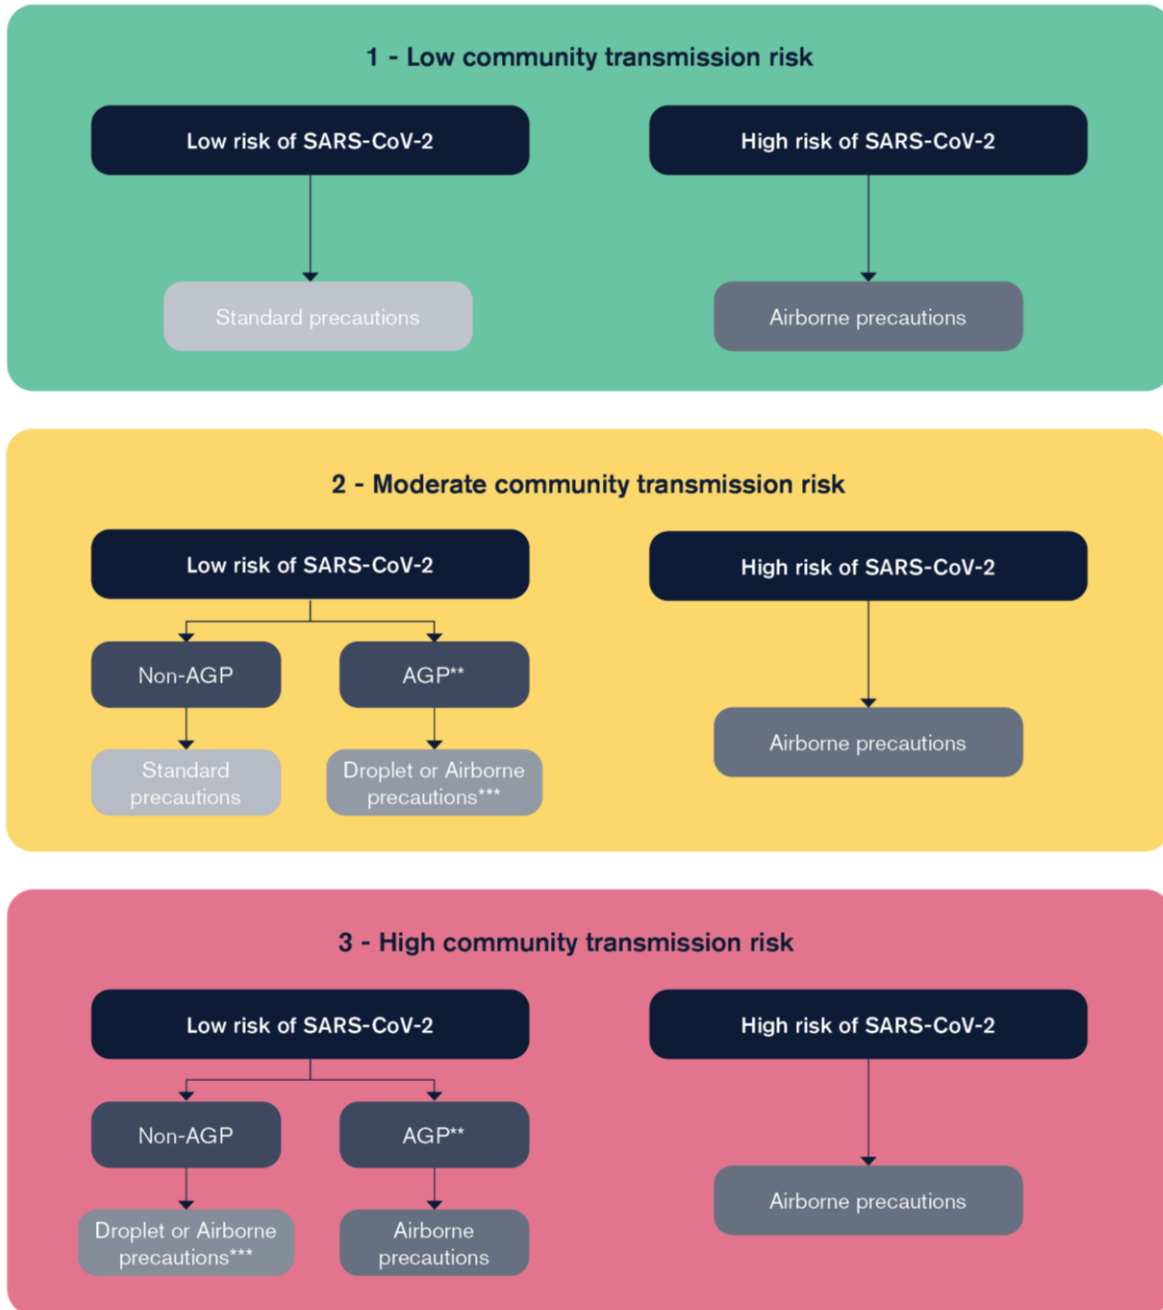 1 - Low community transmission risk
Low risk of SARS-CoV-2
High risk of SARS-CoV-2
Standard precautions
Airborne precautions
2 - Moderate community transmission risk
Low risk of SARS-CoV-2
High risk of SARS-CoV-2
Non-AGP
AGP**
Standard
precautions
Droplet or Airborne
precautions***
Airborne precautions
3 - High community transmission risk
Low risk of SARS-CoV-2
High risk of SARS-CoV-2
Non-AGP
AGP**
Droplet or Airborne
precautions***
Airborne
precautions
Airborne precautions